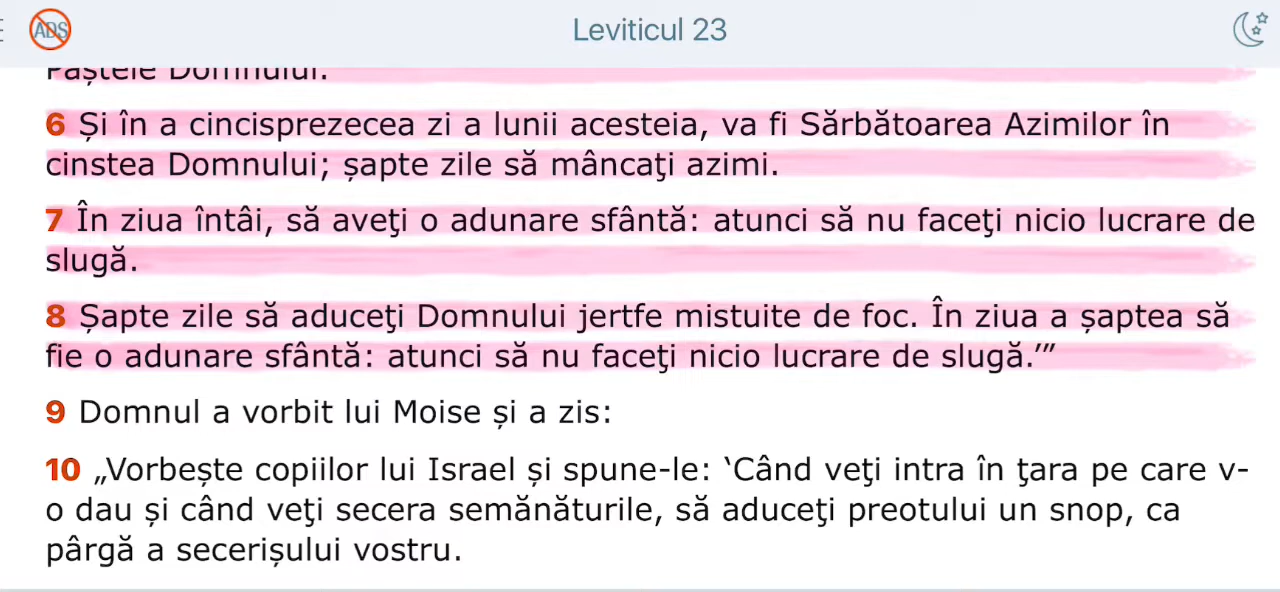 ADS
Leviticul 23
Paștele Domnului.
6 Și în a cincisprezecea zi a lunii acesteia, va fi Sărbătoarea Azimilor în
cinstea Domnului; șapte zile să mâncaţi azimi.
7 În ziua întâi, să aveţi o adunare sfântă: atunci să nu faceţi nicio lucrare de
slugă.
8 Șapte zile să aduceţi Domnului jertfe mistuite de foc. În ziua a șaptea să
fie o adunare sfântă: atunci să nu faceţi nicio lucrare de slugă.’”
9 Domnul a vorbit lui Moise și a zis:
10 „Vorbește copiilor lui Israel și spune-le: ‛Când veţi intra în ţara pe care v-
o dau și când veţi secera semănăturile, să aduceţi preotului un snop, ca
pârgă a secerișului vostru.